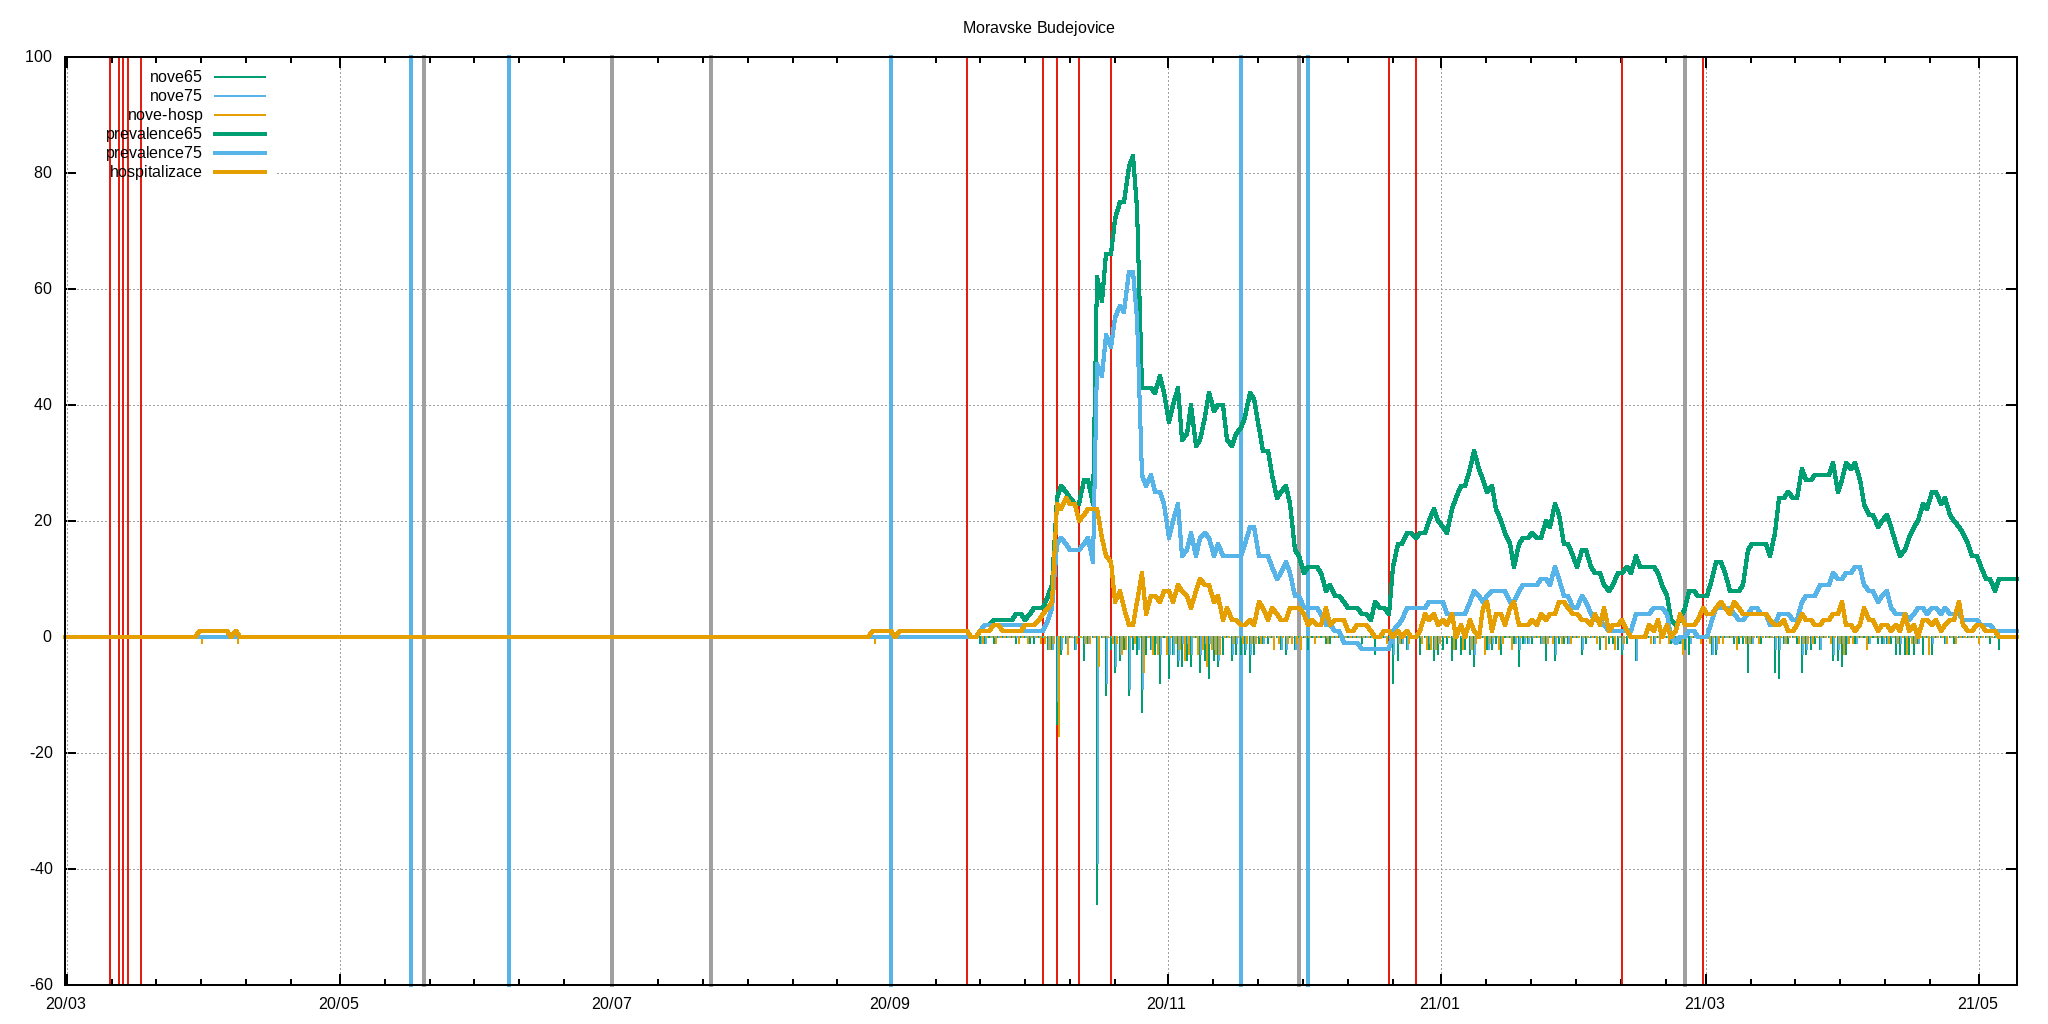 Moravske Budejovice
100
80
60
40
20
0
-20
-40
-60
nove65
nove75
nove-hosp
prevalence65
prevalence75
hospitalizace
20/03 20/05 20/07 20/09 20/11 21/01 21/03 21/05